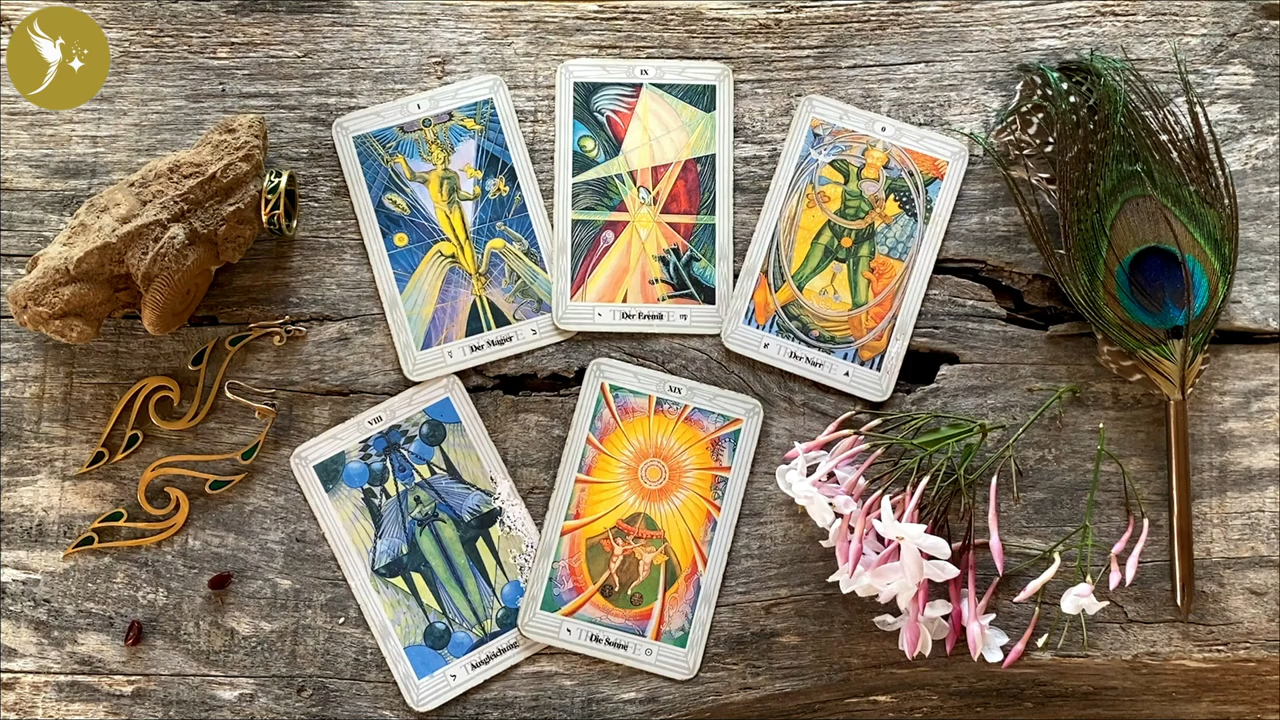 I
Der Magier
IX
Der Eremit
0
Der Narr
VIII
Ausgleichung
XIX
Die Sonne